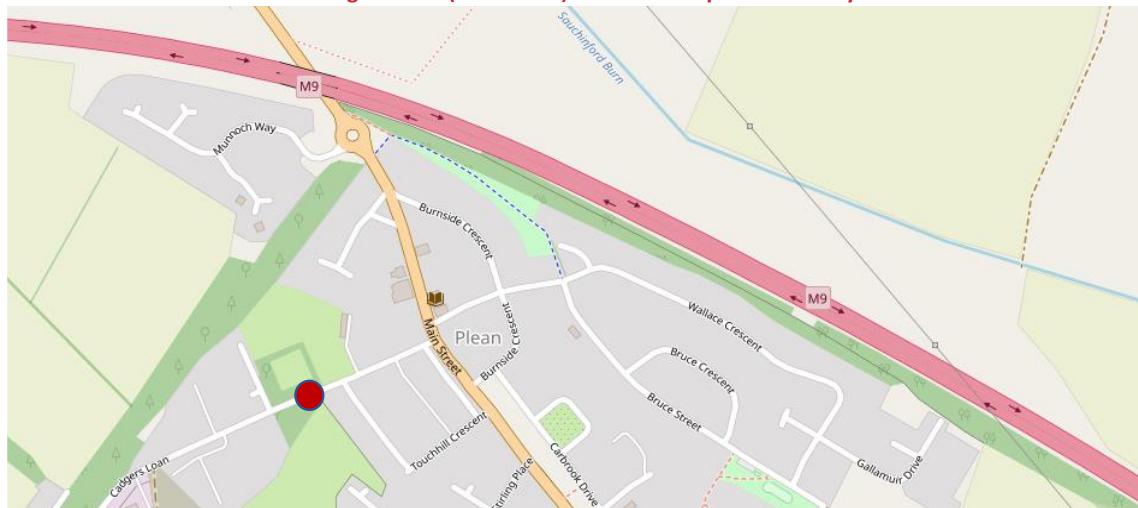 Sauchinford Burn
M9
Munnoch Way
Burnside Crescent
M9
Wallace Crescent
Main Street
Plean
Burnside Crescent
Bruce Crescent
Bruce Street
Touchhill Crescent
Cadgers Loan
Stirling Place
Carbrook Drive
Gallamuir Drive